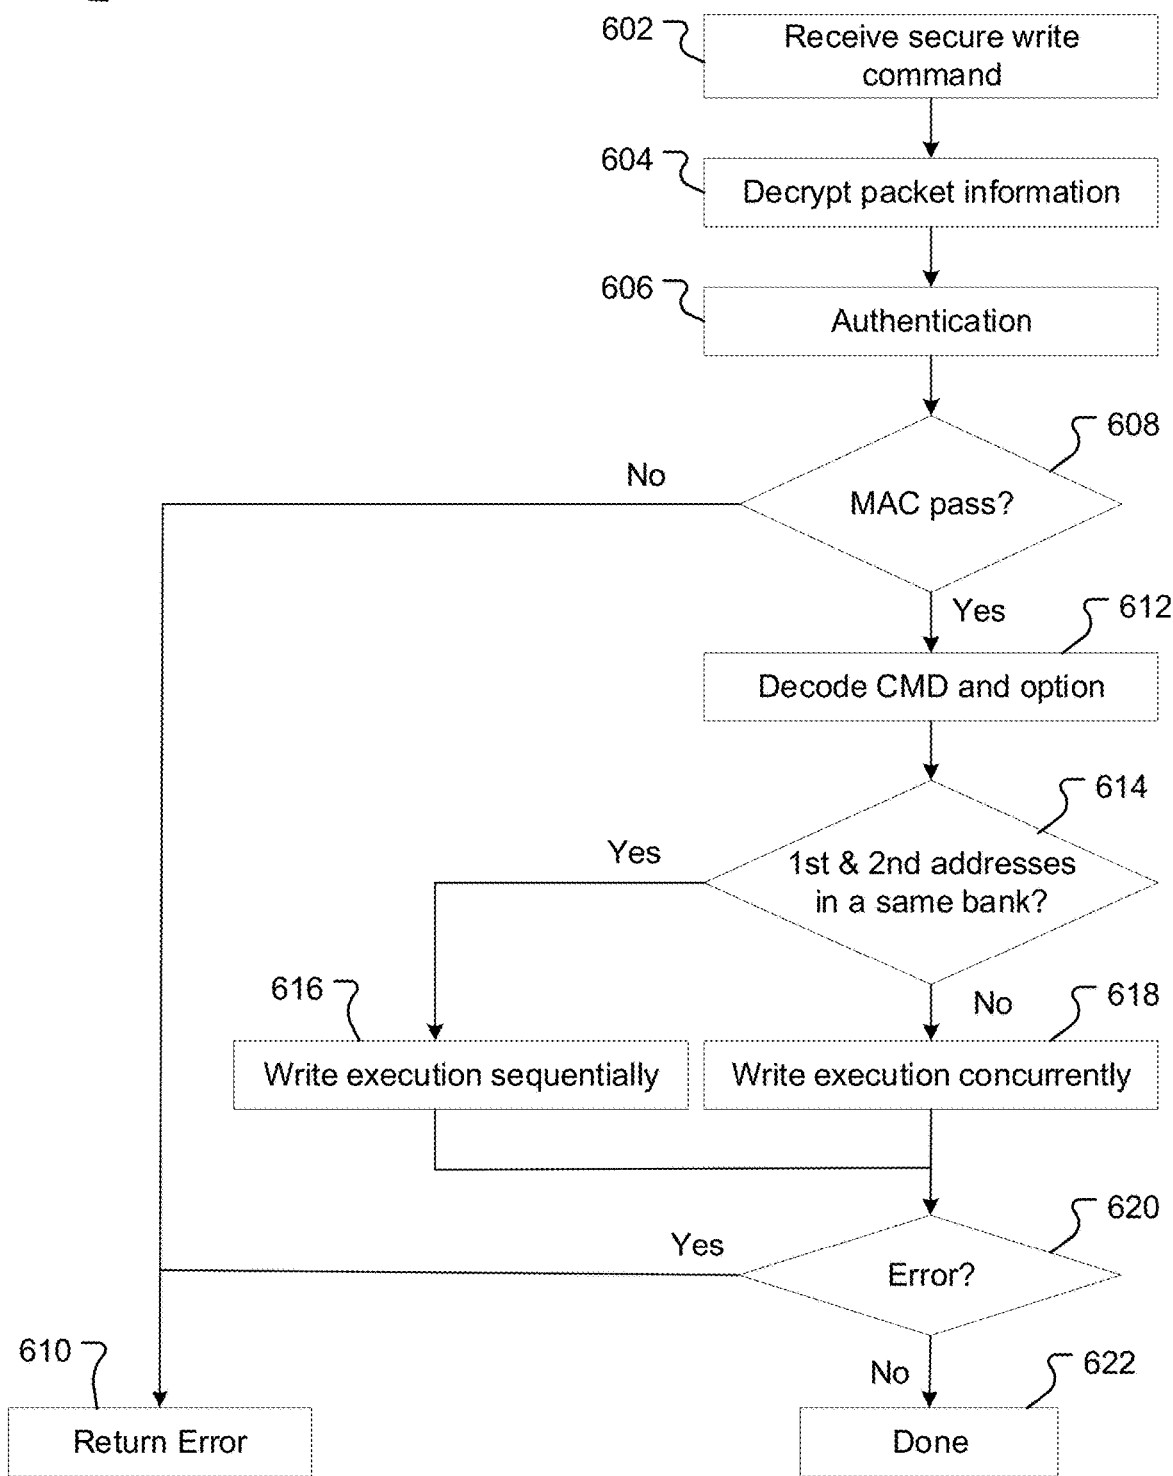 602
Receive secure write
command
604
Decrypt packet information
606
Authentication
608
No
MAC pass?
Yes
612
Decode CMD and option
614
Yes
1st & 2nd addresses
in a same bank?
616
No
618
Write execution sequentially
Write execution concurrently
620
Yes
Error?
610
No
622
Return Error
Done